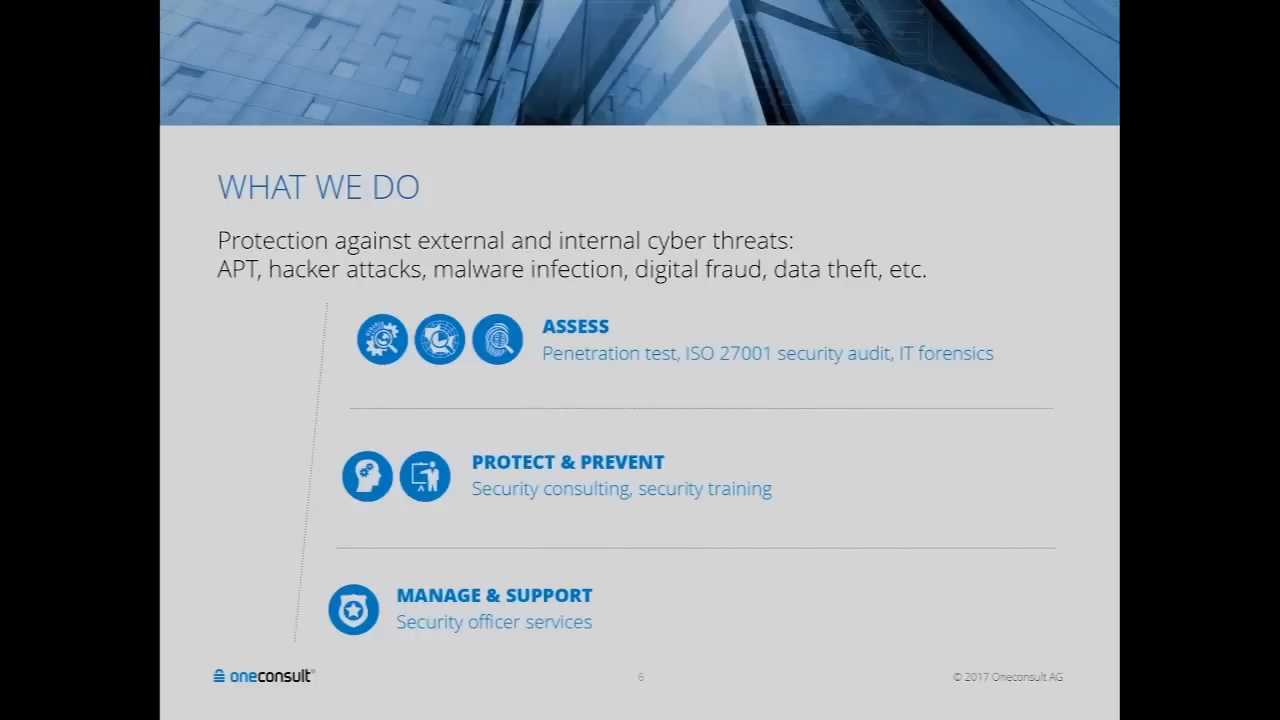 WHAT WE DO
Protection against external and internal cyber threats:
APT, hacker attacks, malware infection, digital fraud, data theft, etc.
ASSESS
Penetration test, ISO 27001 security audit, IT forensics
PROTECT & PREVENT
Security consulting, security training
MANAGE & SUPPORT
Security officer services
oneconsult®
6
© 2017 Oneconsult AG